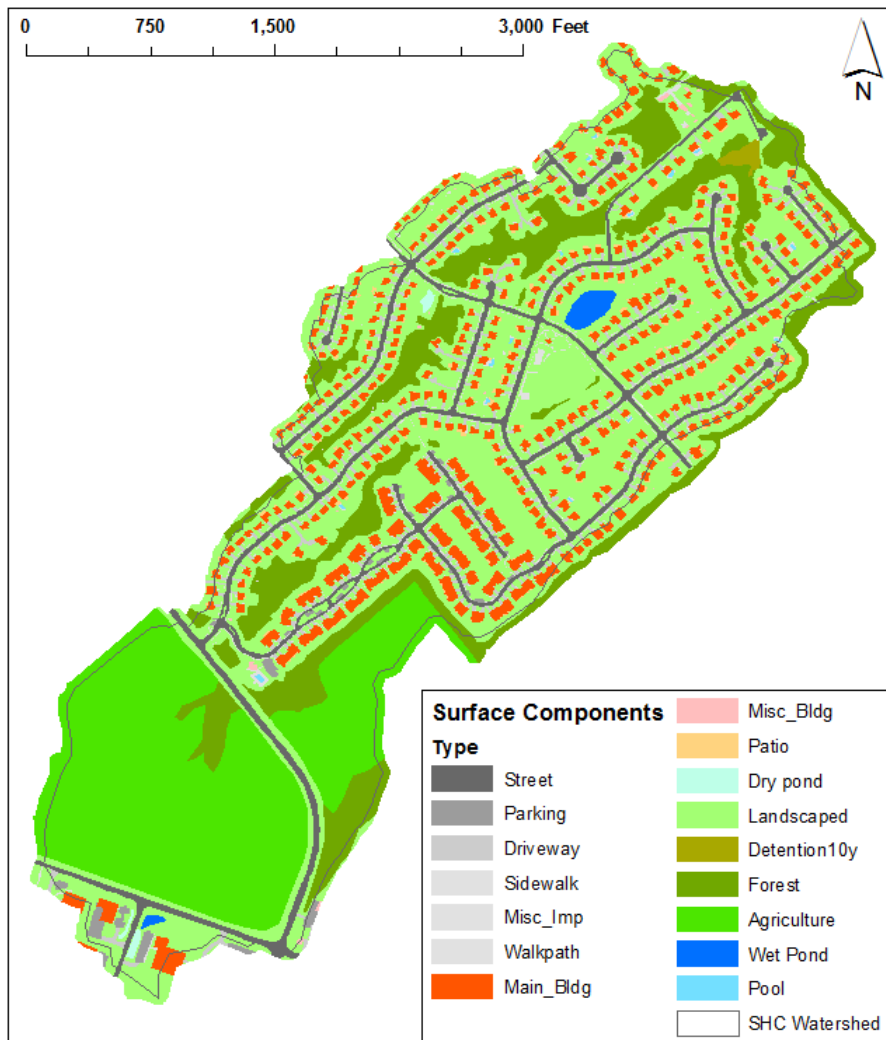 0 750 1,500 3,000 Feet
N
Surface Components
Type
Street
Parking
Driveway
Sidewalk
Misc_Imp
Walkpath
Main_Bldg
Misc_Bldg
Patio
Dry pond
Landscaped
Detention10y
Forest
Agriculture
Wet Pond
Pool
SHC Watershed